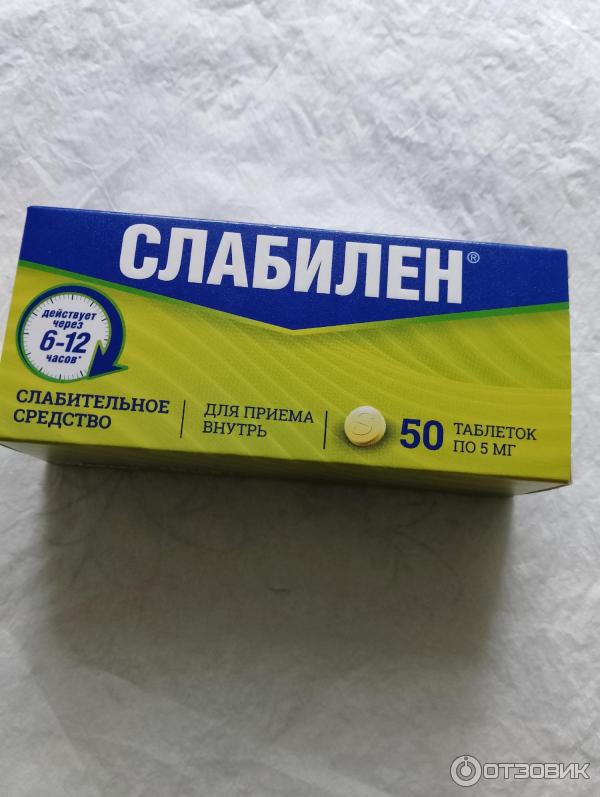 СЛАБИЛЕН®
действует
через
6-12
часов*
СЛАБИТЕЛЬНОЕ
СРЕДСТВО
ДЛЯ ПРИЕМА
ВНУТРЬ
S
50 ТАБЛЕТОК
ПО 5 МГ
ОТЗОВИК